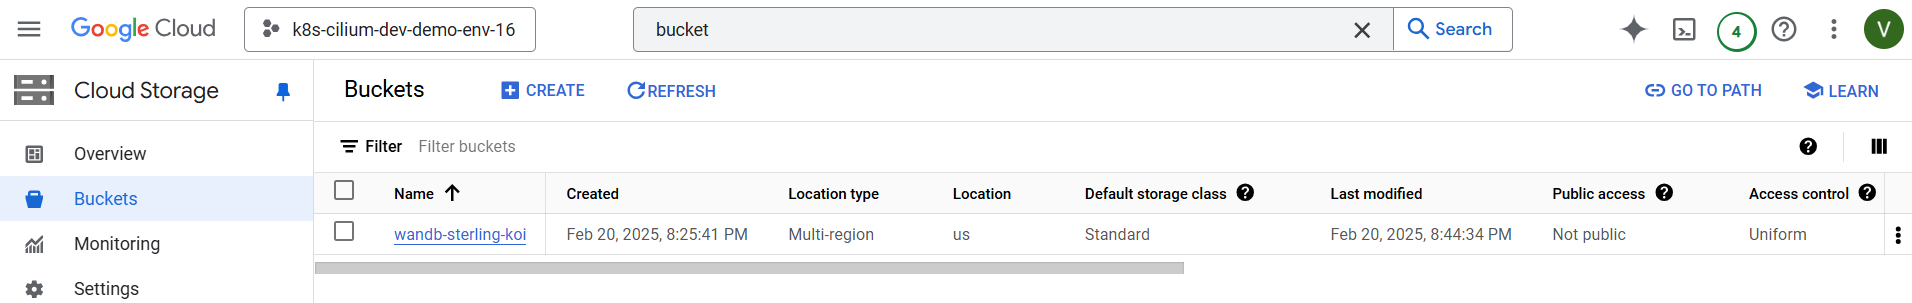 Google Cloud
k8s-cilium-dev-demo-env-16
bucket
Search
4
V
Cloud Storage
Overview
Buckets
Monitoring
Settings
Buckets
CREATE
REFRESH
GO TO PATH
LEARN
Filter Filter buckets
Name Created Location type Location Default storage class Last modified Public access Access control
wandb-sterling-koi Feb 20, 2025, 8:25:41 PM Multi-region us Standard Feb 20, 2025, 8:44:34 PM Not public Uniform